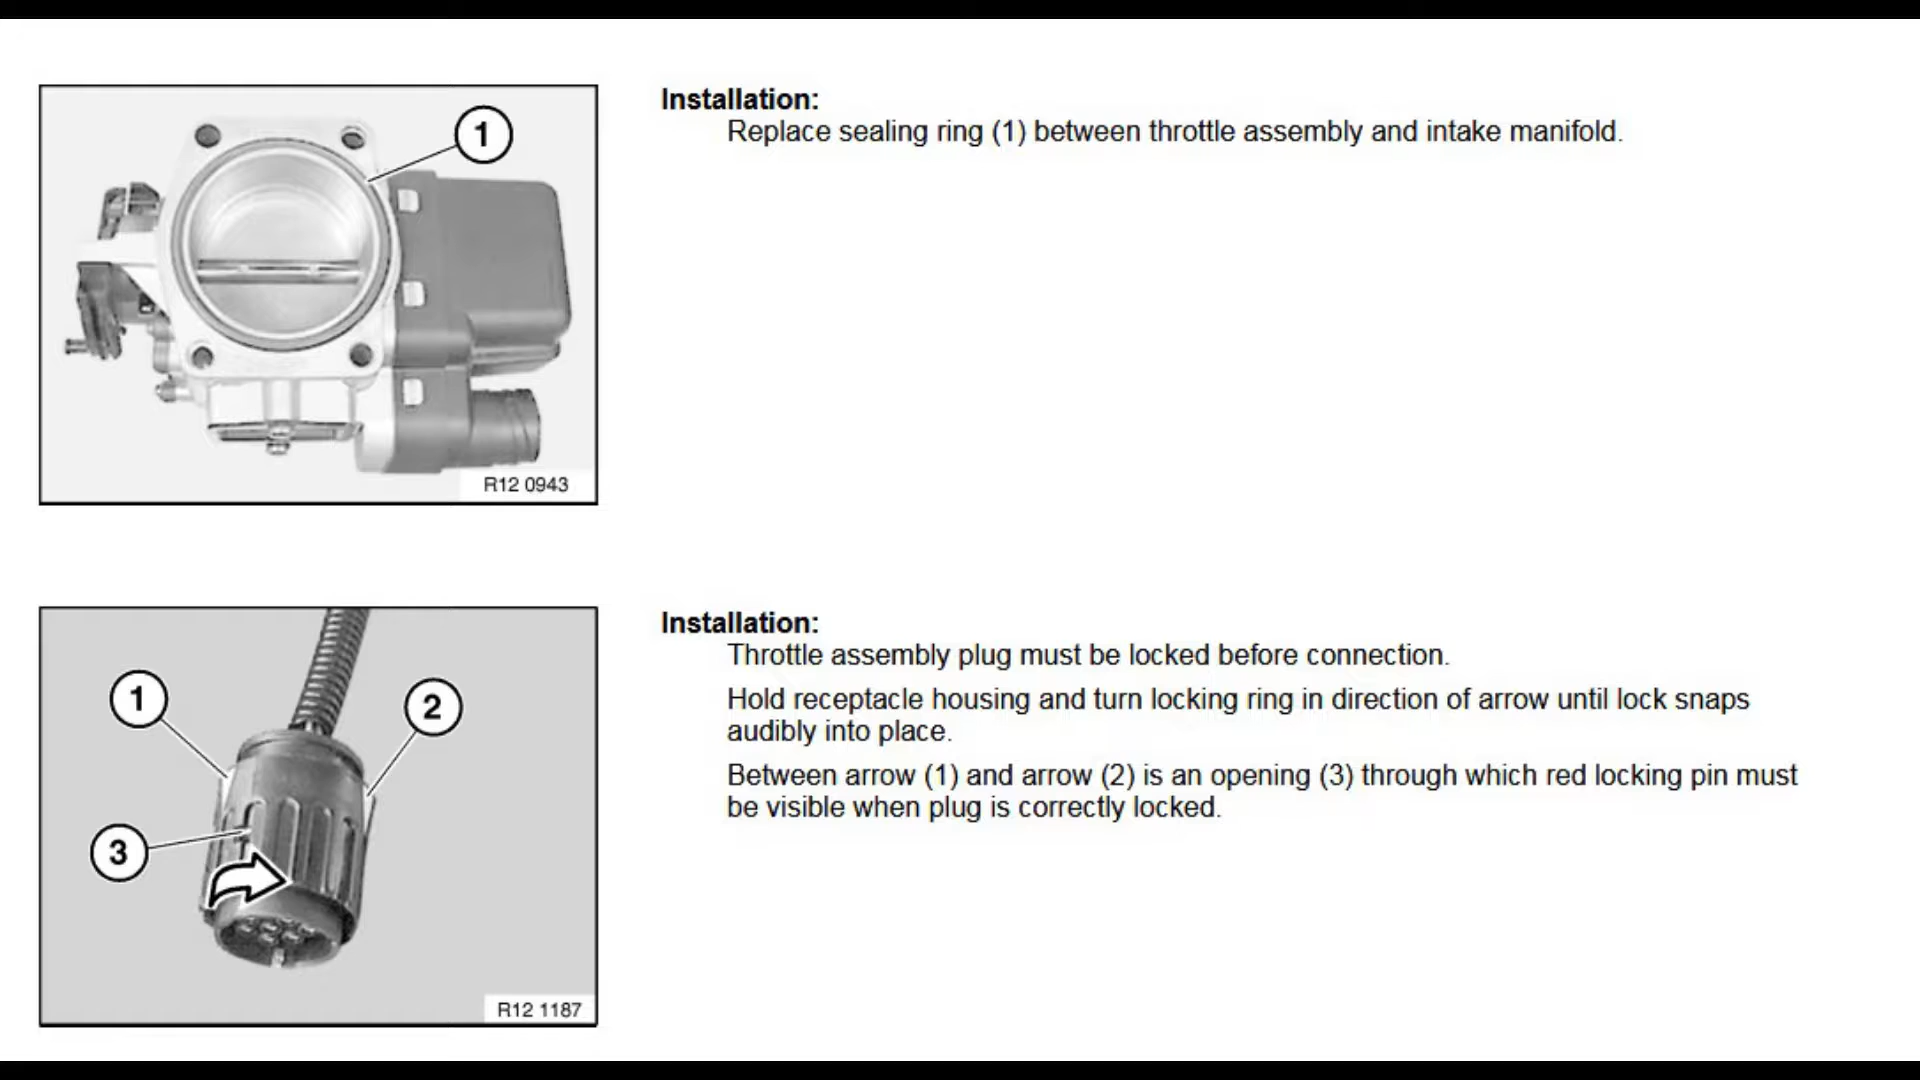 Installation:
Replace sealing ring (1) between throttle assembly and intake manifold.
1
R12 0943
Installation:
Throttle assembly plug must be locked before connection.
Hold receptacle housing and turn locking ring in direction of arrow until lock snaps
audibly into place.
Between arrow (1) and arrow (2) is an opening (3) through which red locking pin must
be visible when plug is correctly locked.
1
2
3
R12 1187